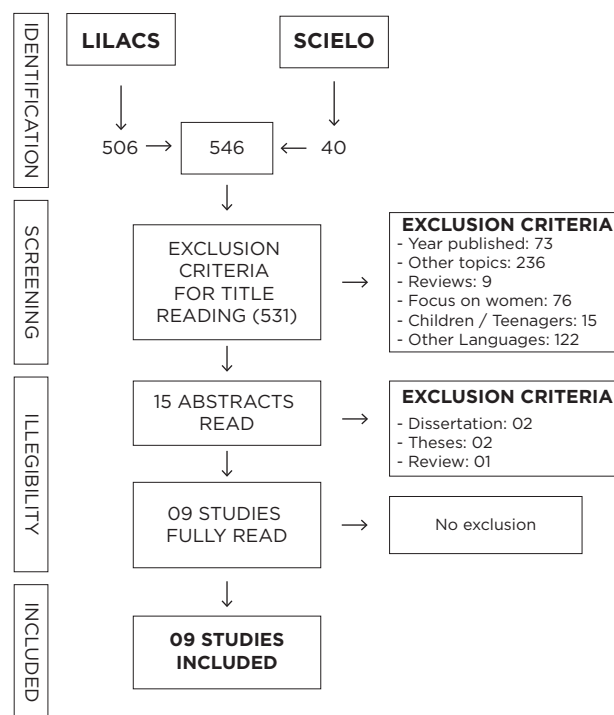 IDENTIFICATION
LILACS
SCIELO
506
546
40
SCREENING
EXCLUSION
CRITERIA
FOR TITLE
READING (531)
EXCLUSION CRITERIA
- Year published: 73
- Other topics: 236
- Reviews: 9
- Focus on women: 76
- Children / Teenagers: 15
- Other Languages: 122
ILLEGIBILITY
15 ABSTRACTS
READ
EXCLUSION CRITERIA
- Dissertation: 02
- Theses: 02
- Review: 01
09 STUDIES
FULLY READ
No exclusion
INCLUDED
09 STUDIES
INCLUDED